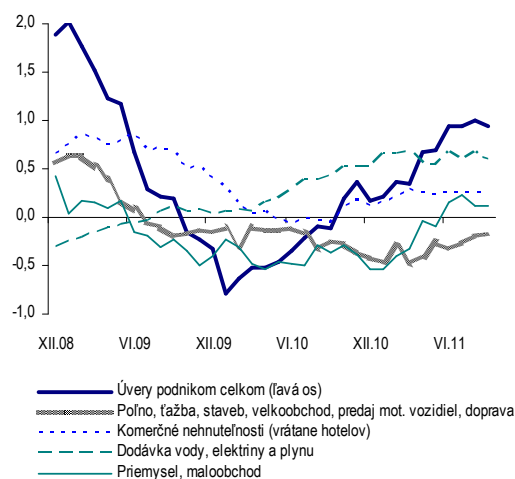 2,0
1,5
1,0
0,5
0,0
-0,5
-1,0
XII.08 VI.09 XII.09 VI.10 XII.10 VI.11
Úvery podnikom celkom (ľavá os)
Poľno, ťažba, staveb, velkoobchod, predaj mot. vozidiel, doprava
Komerčné nehnuteľnosti (vrátane hotelov)
Dodávka vody, elektriny a plynu
Priemysel, maloobchod